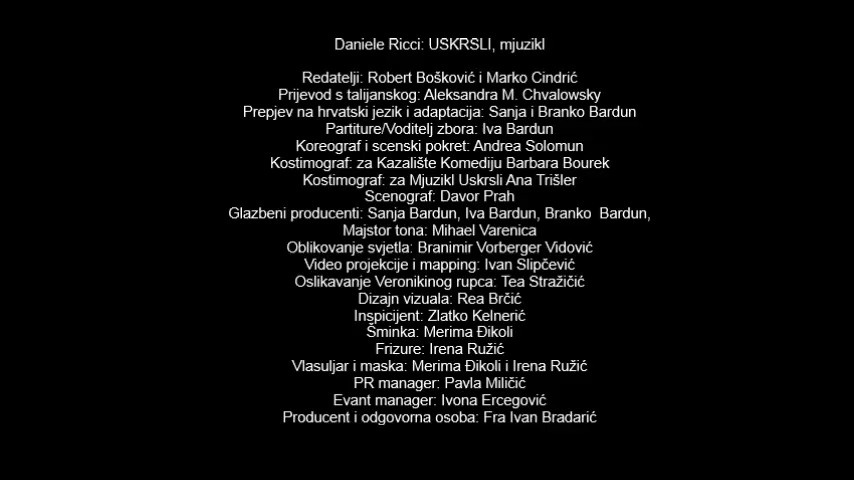 Daniele Ricci: USKRSLI, mjuzikl
Redatelji: Robert Bošković i Marko Cindrić
Prijevod s talijanskog: Aleksandra M. Chvalowsky
Prepjev na hrvatski jezik i adaptacija: Sanja i Branko Bardun
Partiture/Voditelj zbora: Iva Bardun
Koreograf i scenski pokret: Andrea Solomun
Kostimograf: za Kazalište Komediju Barbara Bourek
Kostimograf: za Mjuzikl Uskrsli Ana Trišler
Scenograf: Davor Prah
Glazbeni producenti: Sanja Bardun, Iva Bardun, Branko  Bardun,
Majstor tona: Mihael Varenica
Oblikovanje svjetla: Branimir Vorberger Vidović
Video projekcije i mapping: Ivan Slipčević
Oslikavanje Veronikinog rupca: Tea Stražičić
Dizajn vizuala: Rea Brčić
Inspicijent: Zlatko Kelnerić
Šminka: Merima Đikoli
Frizure: Irena Ružić
Vlasuljar i maska: Merima Đikoli i Irena Ružić
PR manager: Pavla Miličić
Evant manager: Ivona Ercegović
Producent i odgovorna osoba: Fra Ivan Bradarić